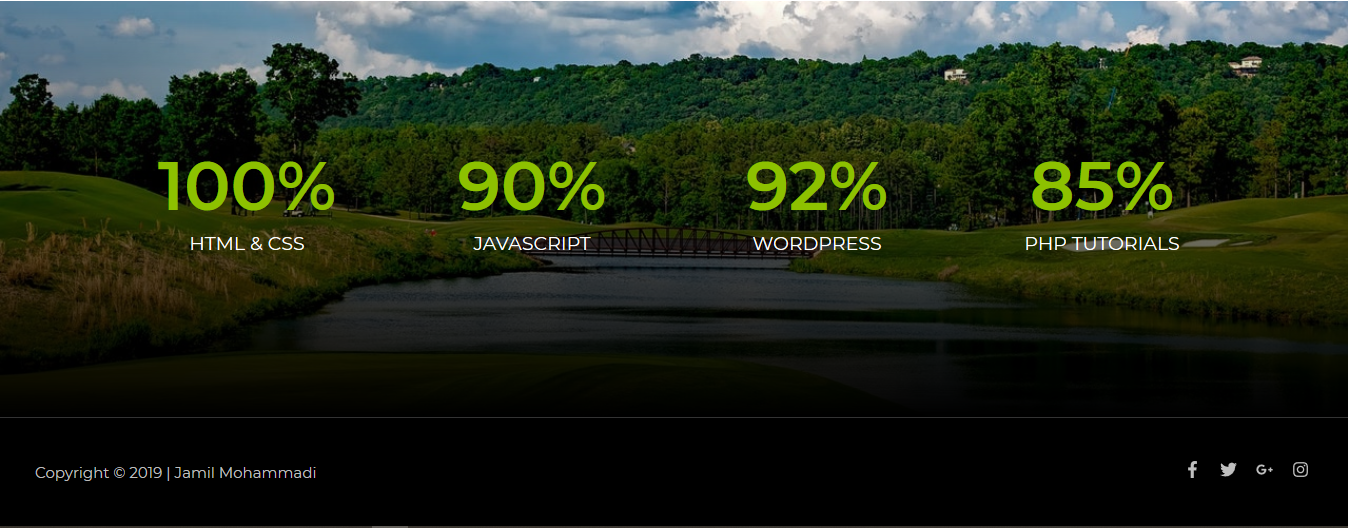 100% 90% 92% 85%
HTML & CSS JAVASCRIPT WORDPRESS PHP TUTORIALS
Copyright © 2019 | Jamil Mohammadi